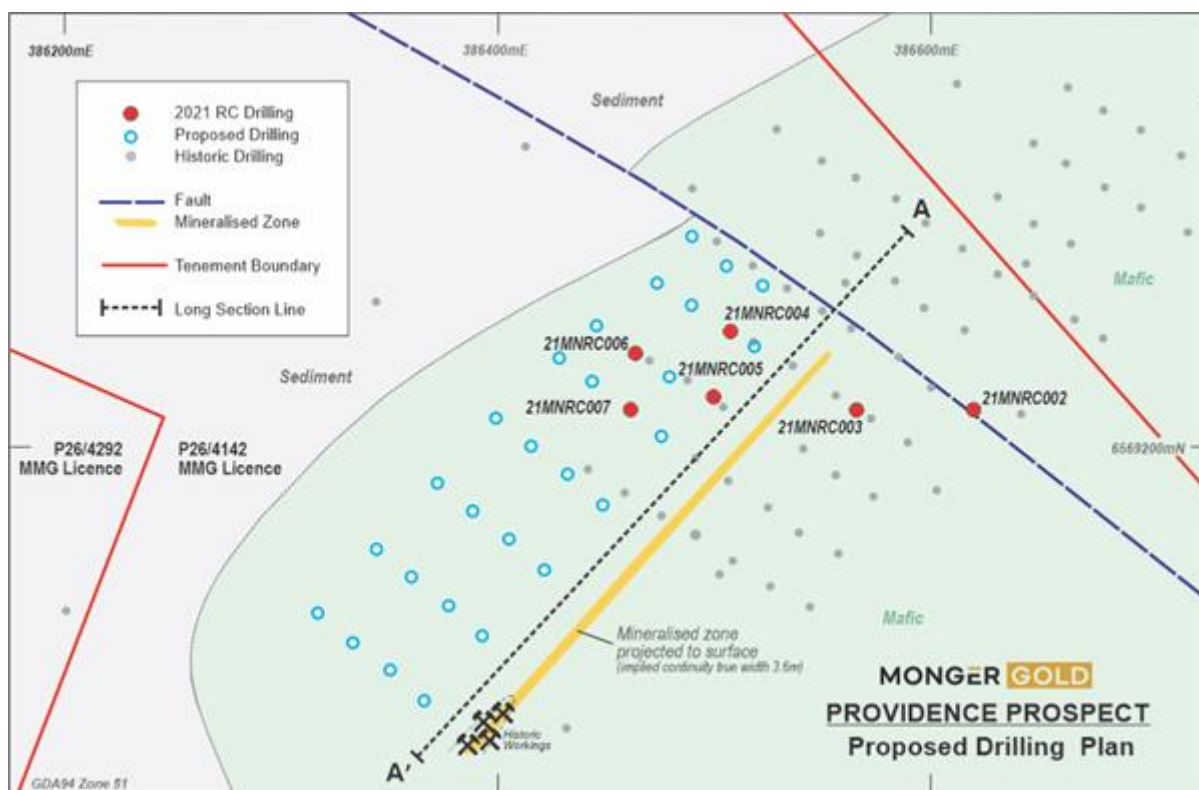 386200mE
386400mE
386600mE
2021 RC Drilling
Proposed Drilling
Historic Drilling
Fault
Mineralised Zone
Tenement Boundary
Long Section Line
Sediment
A
Mafic
21MNRC004
21MNRC006
21MNRC005
Sediment
21MNRC007
21MNRC003
21MNRC002
P26/4292
MMG Licence
P26/4142
MMG Licence
6569200mN
Mineralised zone
projected to surface
(implied continuity true width 3.6m)
Mafic
MONGER GOLD
PROVIDENCE PROSPECT
Proposed Drilling Plan
Historic
Workings
A'
GDA94 Zone 51